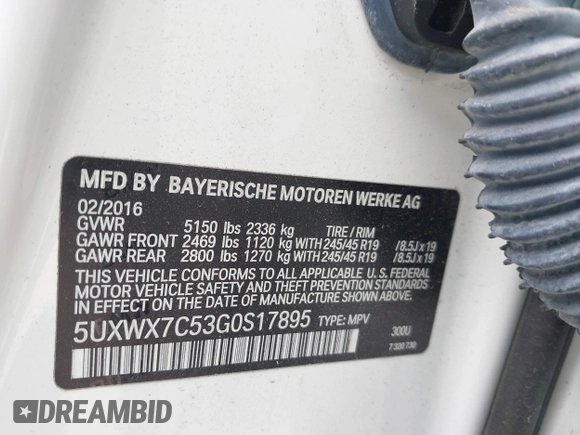 MFD BY BAYERISCHE MOTOREN WERKE AG
02/2016
GVWR 5150 lbs 2336 kg TIRE / RIM
GAWR FRONT 2469 lbs 1120 kg WITH 245/45 R19 /8.5J x 19
GAWR REAR 2800 lbs 1270 kg WITH 245/45 R19 /8.5J x 19
THIS VEHICLE CONFORMS TO ALL APPLICABLE U.S. FEDERAL
MOTOR VEHICLE SAFETY AND THEFT PREVENTION STANDARDS
IN EFFECT ON THE DATE OF MANUFACTURE SHOWN ABOVE.
5UXWX7C53G0S17895 TYPE: MPV
300U
7 320 720
DREAMBID